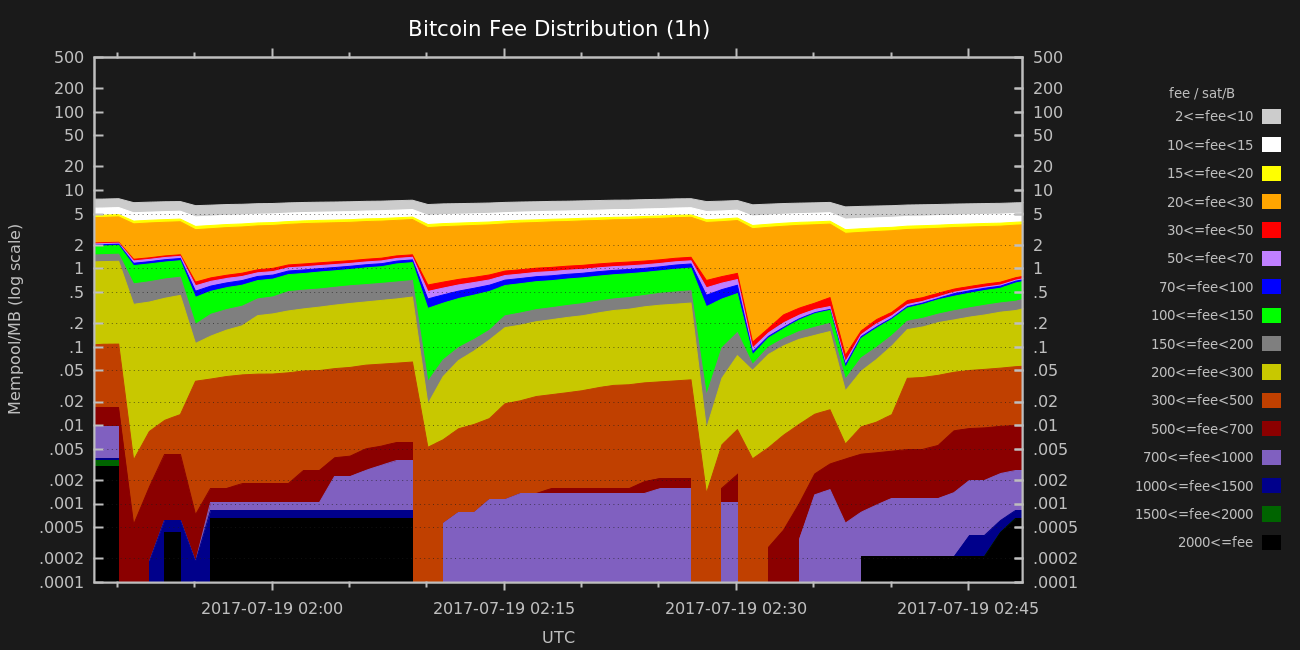 Bitcoin Fee Distribution (1h)
500 500
200 200
100 100
50 50
20 20
10 10
5 5
2 2
1 1
.5 .5
.2 .2
.1 .1
.05 .05
.02 .02
.01 .01
.005 .005
.002 .002
.001 .001
.0005 .0005
.0002 .0002
.0001 .0001
Mempool/MB (log scale)
2017-07-19 02:00 2017-07-19 02:15 2017-07-19 02:30 2017-07-19 02:45
UTC
fee / sat/B
2<=fee<10
10<=fee<15
15<=fee<20
20<=fee<30
30<=fee<50
50<=fee<70
70<=fee<100
100<=fee<150
150<=fee<200
200<=fee<300
300<=fee<500
500<=fee<700
700<=fee<1000
1000<=fee<1500
1500<=fee<2000
2000<=fee